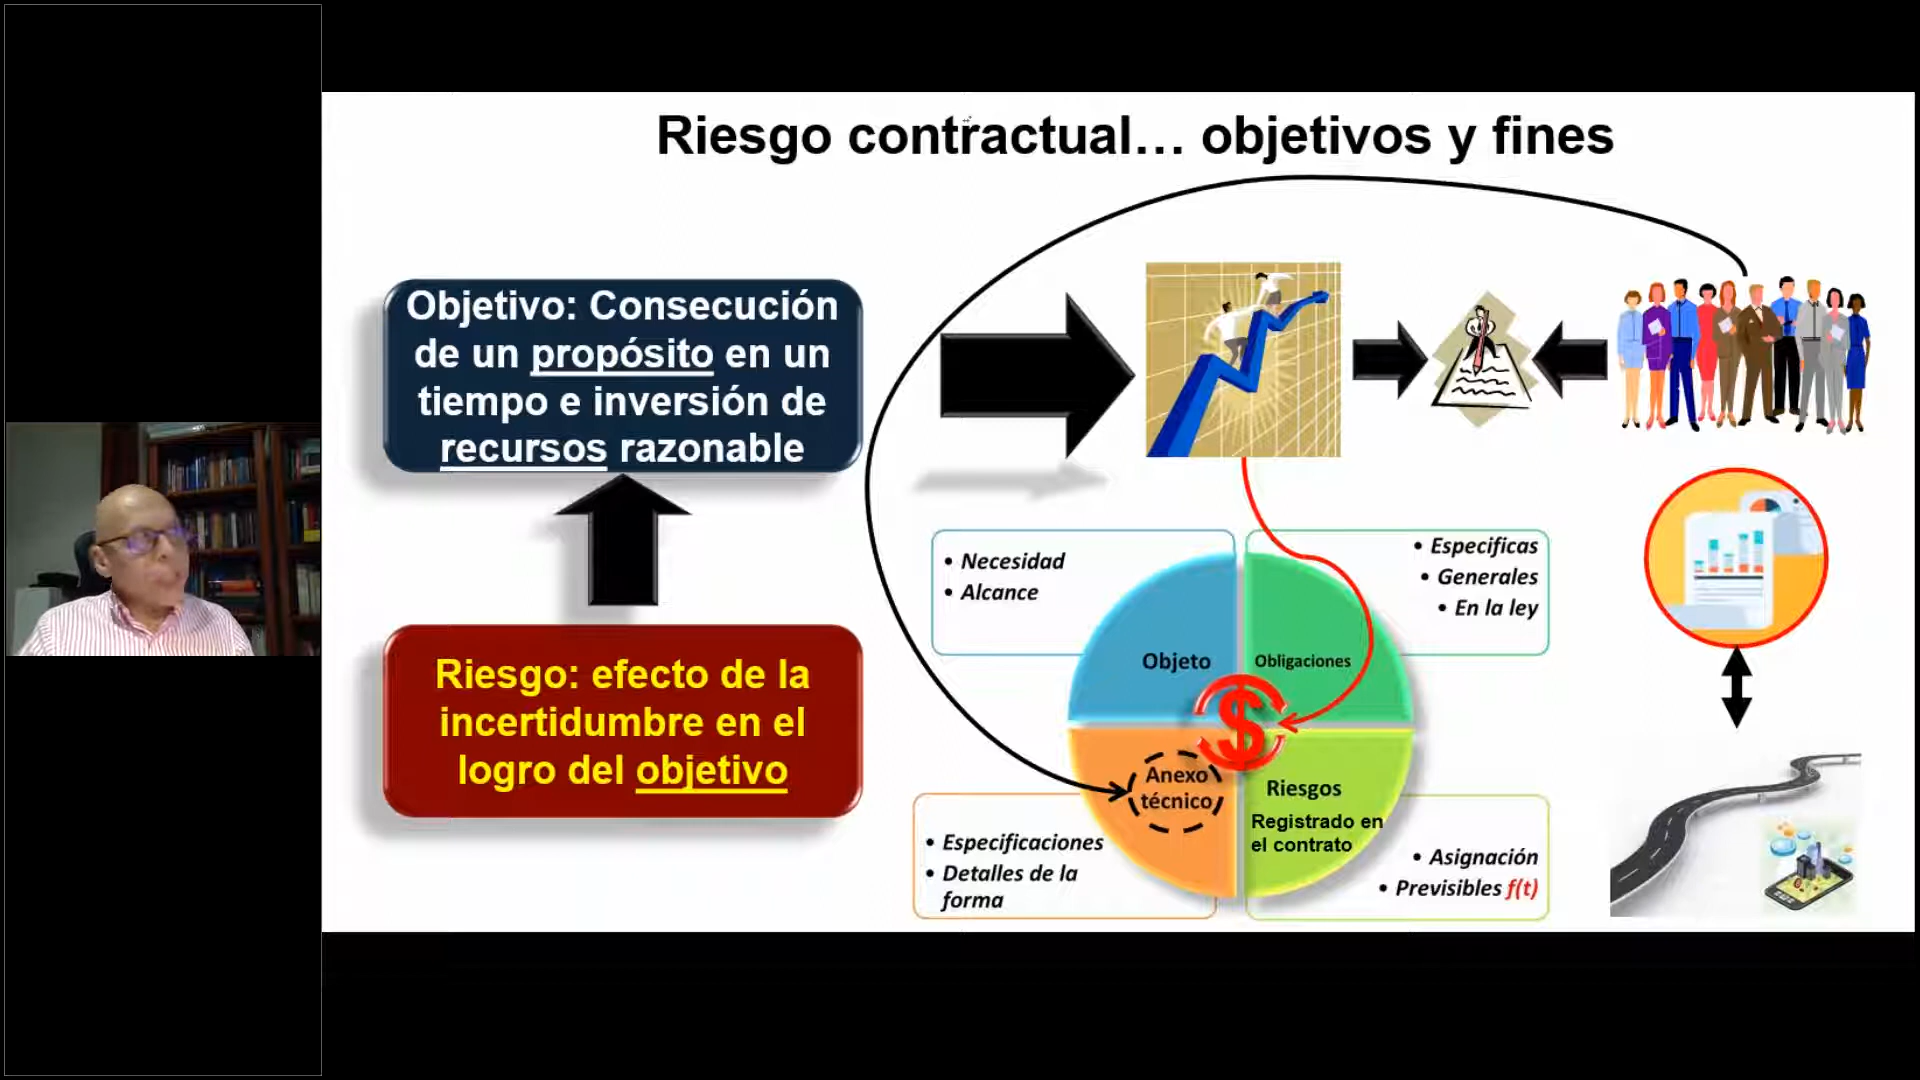 Riesgo contractual… objetivos y fines
Objetivo: Consecución
de un propósito en un
tiempo e inversión de
recursos razonable
Riesgo: efecto de la
incertidumbre en el
logro del objetivo
• Necesidad
• Alcance
• Especificas
• Generales
• En la ley
Objeto
Obligaciones
$
Anexo
técnico
Riesgos
Registrado en
el contrato
• Especificaciones
• Detalles de la
forma
• Asignación
• Previsibles f(t)